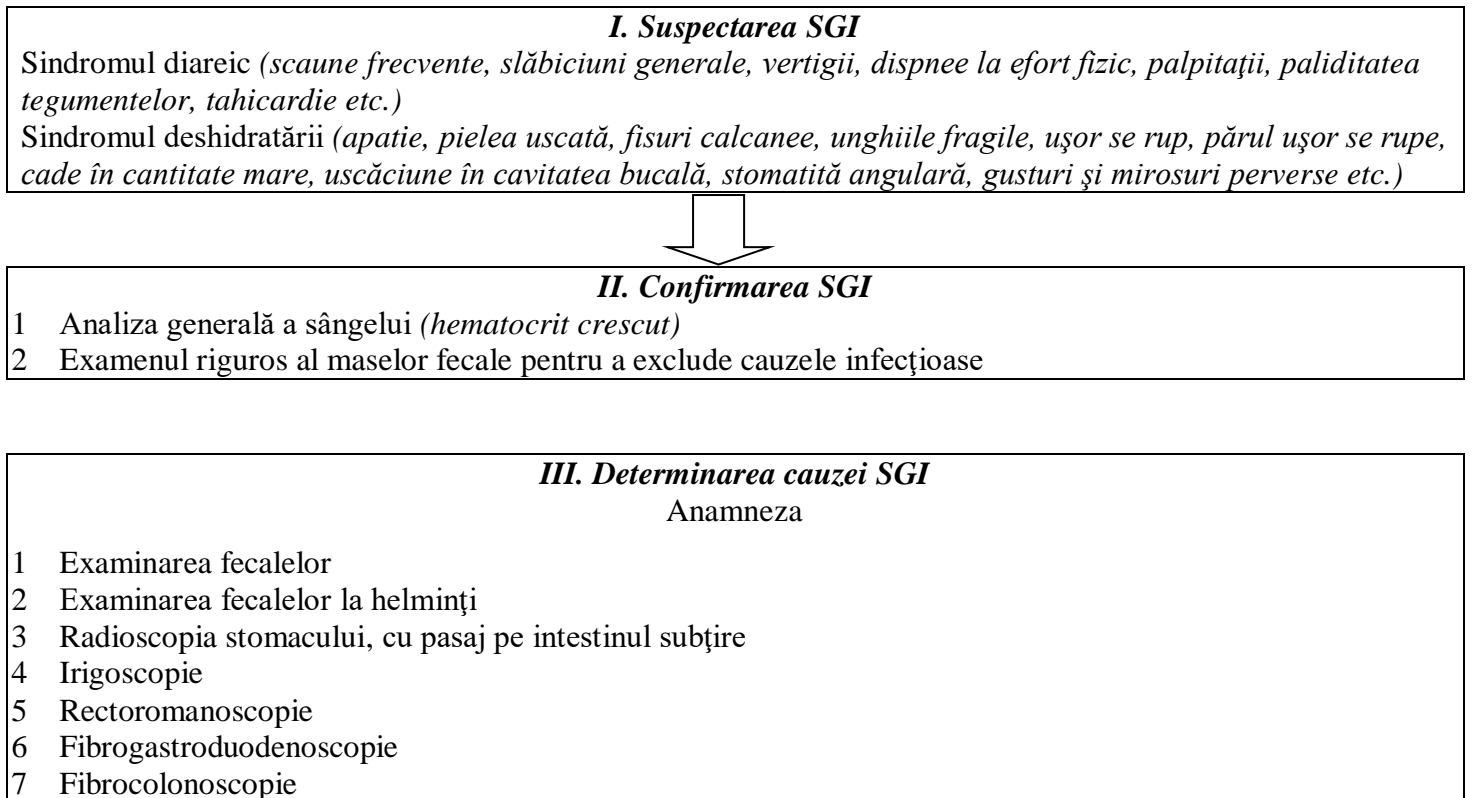 I. Suspectarea SGI
Sindromul diareic (scaune frecvente, slăbiciuni generale, vertigii, dispnee la efort fizic, palpitaţii, paliditatea
tegumentelor, tahicardie etc.)
Sindromul deshidratării (apatie, pielea uscată, fisuri calcanee, unghiile fragile, uşor se rup, părul uşor se rupe,
cade în cantitate mare, uscăciune în cavitatea bucală, stomatită angulară, gusturi şi mirosuri perverse etc.)
II. Confirmarea SGI
1 Analiza generală a sângelui (hematocrit crescut)
2 Examenul riguros al maselor fecale pentru a exclude cauzele infecţioase
III. Determinarea cauzei SGI
Anamneza
1 Examinarea fecalelor
2 Examinarea fecalelor la helminţi
3 Radioscopia stomacului, cu pasaj pe intestinul subţire
4 Irigoscopie
5 Rectoromanoscopie
6 Fibrogastroduodenoscopie
7 Fibrocolonoscopie